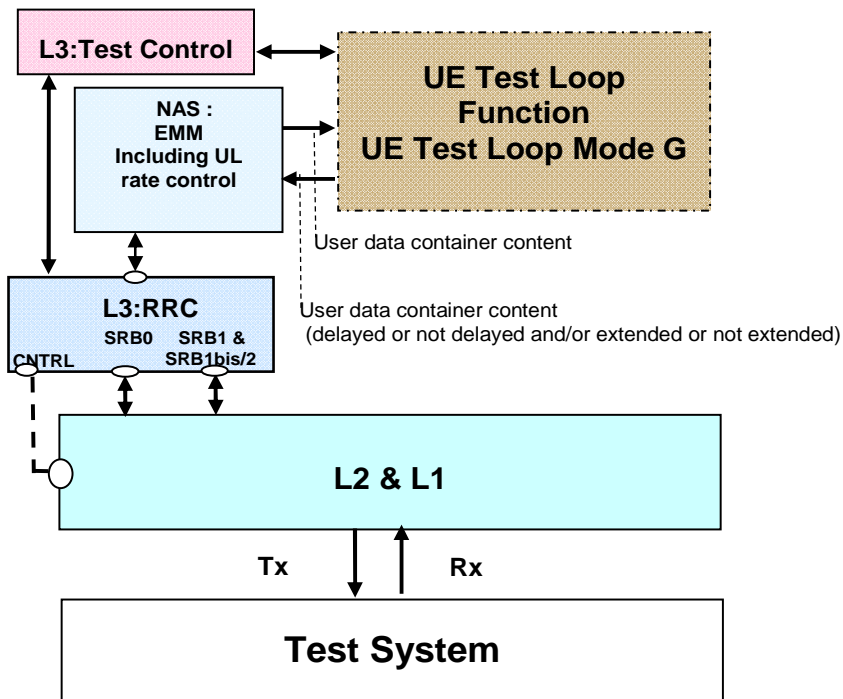 L3:Test Control
UE Test Loop
Function
UE Test Loop Mode G
NAS :
EMM
Including UL
rate control
User data container content
User data container content
(delayed or not delayed and/or extended or not extended)
L3:RRC
SRB0
SRB1 &
SRB1bis/2
CNTRL
L2 & L1
Tx
Rx
Test System